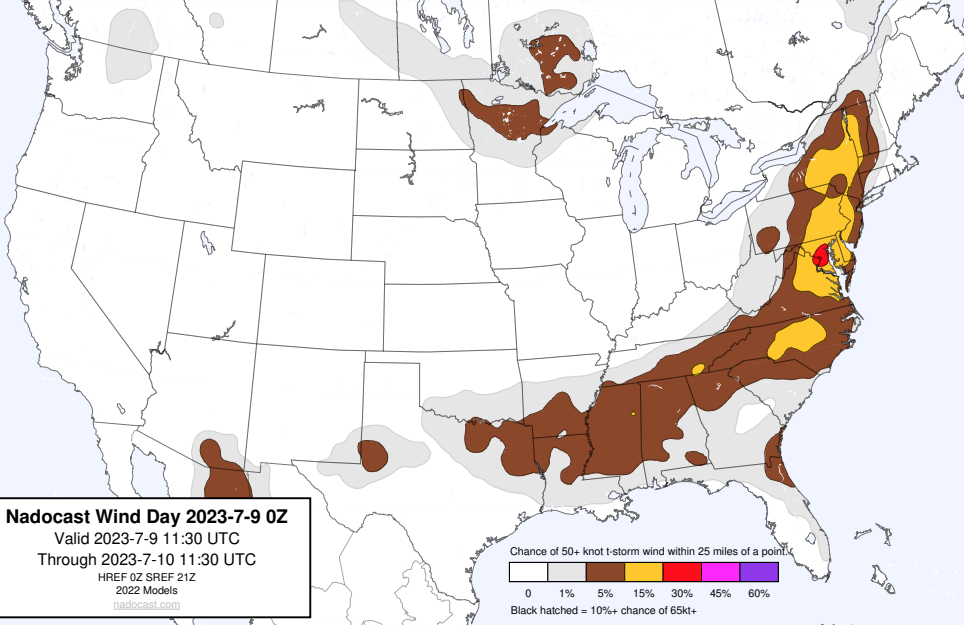 Nadocast Wind Day 2023-7-9 0Z
Valid 2023-7-9 11:30 UTC
Through 2023-7-10 11:30 UTC
HREF 0Z SREF 21Z
2022 Models
nadocast.com
Chance of 50+ knot t-storm wind within 25 miles of a point.
0 1% 5% 15% 30% 45% 60%
Black hatched = 10%+ chance of 65kt+